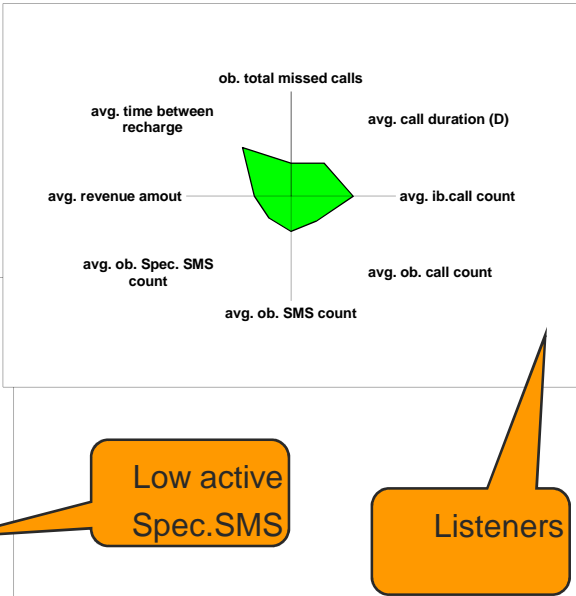 ob. total missed calls
avg. time between
recharge
avg. call duration (D)
avg. revenue amout
avg. ib.call count
avg. ob. Spec. SMS
count
avg. ob. call count
avg. ob. SMS count
Low active
Spec.SMS
Listeners